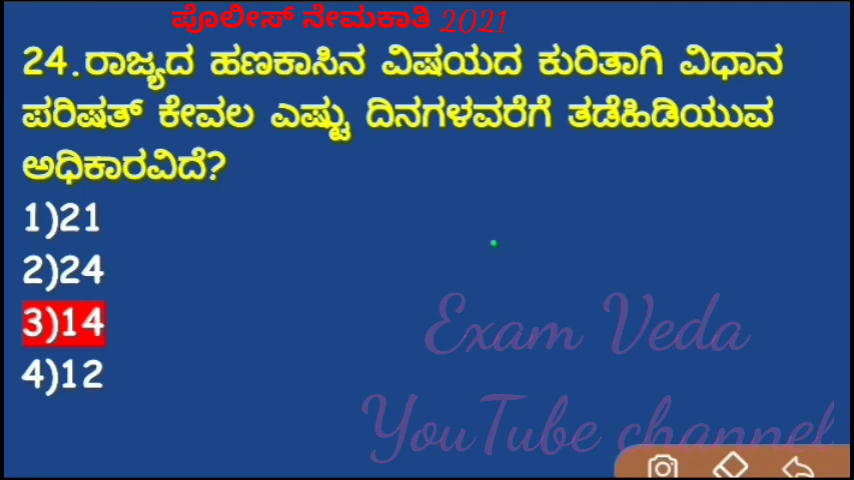 ಪೊಲೀಸ್ ನೇಮಕಾತಿ 2021
24.ರಾಜ್ಯದ ಹಣಕಾಸಿನ ವಿಷಯದ ಕುರಿತಾಗಿ ವಿಧಾನ
ಪರಿಷತ್ ಕೇವಲ ಎಷ್ಟು ದಿನಗಳವರೆಗೆ ತಡೆಹಿಡಿಯುವ
ಅಧಿಕಾರವಿದೆ?
1)21
2)24
3)14
4)12
Exam Veda
YouTube channel